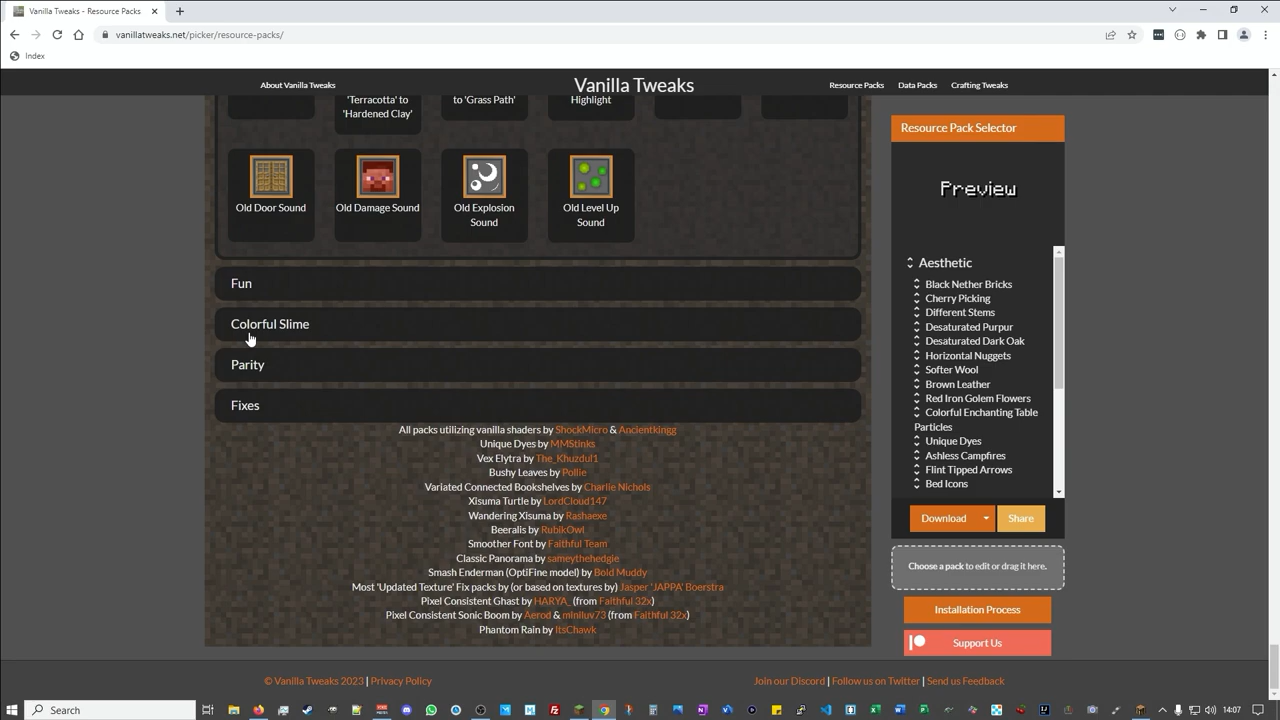 Vanilla Tweaks - Resource Packs
vanillatweaks.net/picker/resource-packs/
Index
About Vanilla Tweaks
Vanilla Tweaks
Resource Packs
Data Packs
Crafting Tweaks
'Terracotta' to
'Hardened Clay'
to 'Grass Path'
Highlight
Old Door Sound
Old Damage Sound
Old Explosion
Sound
Old Level Up
Sound
Fun
Colorful Slime
Parity
Fixes
All packs utilizing vanilla shaders by ShockMicro & Ancientkingg
Unique Dyes by MMStinks
Vex Elytra by The_Khuzdul1
Bushy Leaves by Pollie
Variated Connected Bookshelves by Charlie Nichols
Xisuma Turtle by LordCloud147
Wandering Xisuma by Rashaexe
Beeralis by RubikOwl
Smoother Font by Faithful Team
Classic Panorama by sameythehedgie
Smash Enderman (OptiFine model) by Bold Muddy
Most 'Updated Texture' Fix packs by (or based on textures by) Jasper 'JAPPA' Boerstra
Pixel Consistent Ghast by HARYA_ (from Faithful 32x)
Pixel Consistent Sonic Boom by Aerod & miniluv73 (from Faithful 32x)
Phantom Rain by ItsChawk
Resource Pack Selector
Preview
Aesthetic
Black Nether Bricks
Cherry Picking
Different Stems
Desaturated Purpur
Desaturated Dark Oak
Horizontal Nuggets
Softer Wool
Brown Leather
Red Iron Golem Flowers
Colorful Enchanting Table
Particles
Unique Dyes
Ashless Campfires
Flint Tipped Arrows
Bed Icons
Download
Share
Choose a pack to edit or drag it here.
Installation Process
Support Us
© Vanilla Tweaks 2023 | Privacy Policy
Join our Discord | Follow us on Twitter | Send us Feedback
Search
14:07